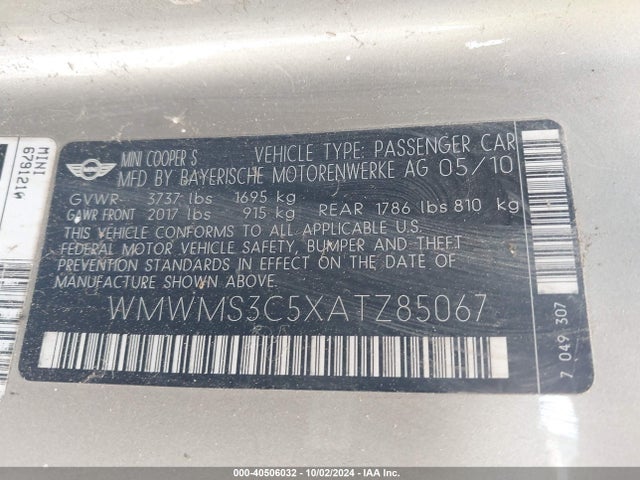 MINI
6791216
MINI COOPER S VEHICLE TYPE: PASSENGER CAR
MFD BY BAYERISCHE MOTORENWERKE AG 05/10
GVWR- 3737 lbs 1695 kg
GAWR FRONT 2017 lbs 915 kg REAR 1786 lbs 810 kg
THIS VEHICLE CONFORMS TO ALL APPLICABLE U.S.
FEDERAL MOTOR VEHICLE SAFETY, BUMPER AND THEFT
PREVENTION STANDARDS IN EFFECT ON THE DATE OF
MANUFACTURE SHOWN ABOVE.
WMWMS3C5XATZ85067
7 049 307
000-40506032 - 10/02/2024 - IAA Inc.